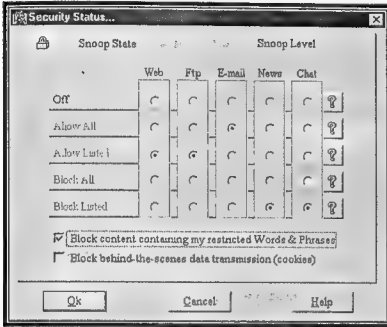 Security Status...
Snoop State Snoop Level
Web Ftp E-mail News Chat
Off ?
Allow All ?
Allow Listed ?
Block All ?
Block Listed ?
Block content containing my restricted Words & Phrases
Block behind-the-scenes data transmission (cookies)
Ok Cancel Help